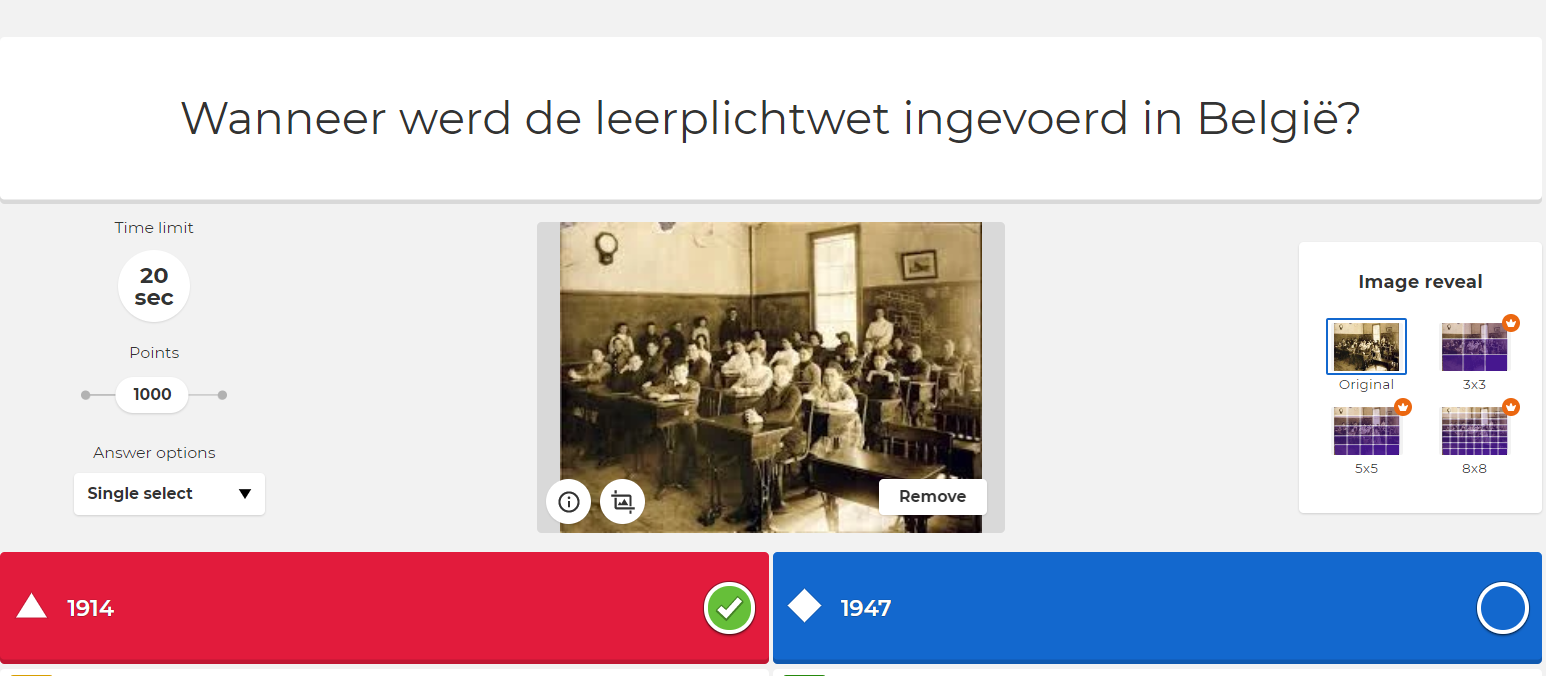 Wanneer werd de leerplichtwet ingevoerd in België?
Time limit
20
sec
Points
1000
Answer options
Single select
Remove
Image reveal
Original
3x3
5x5
8x8
1914
1947